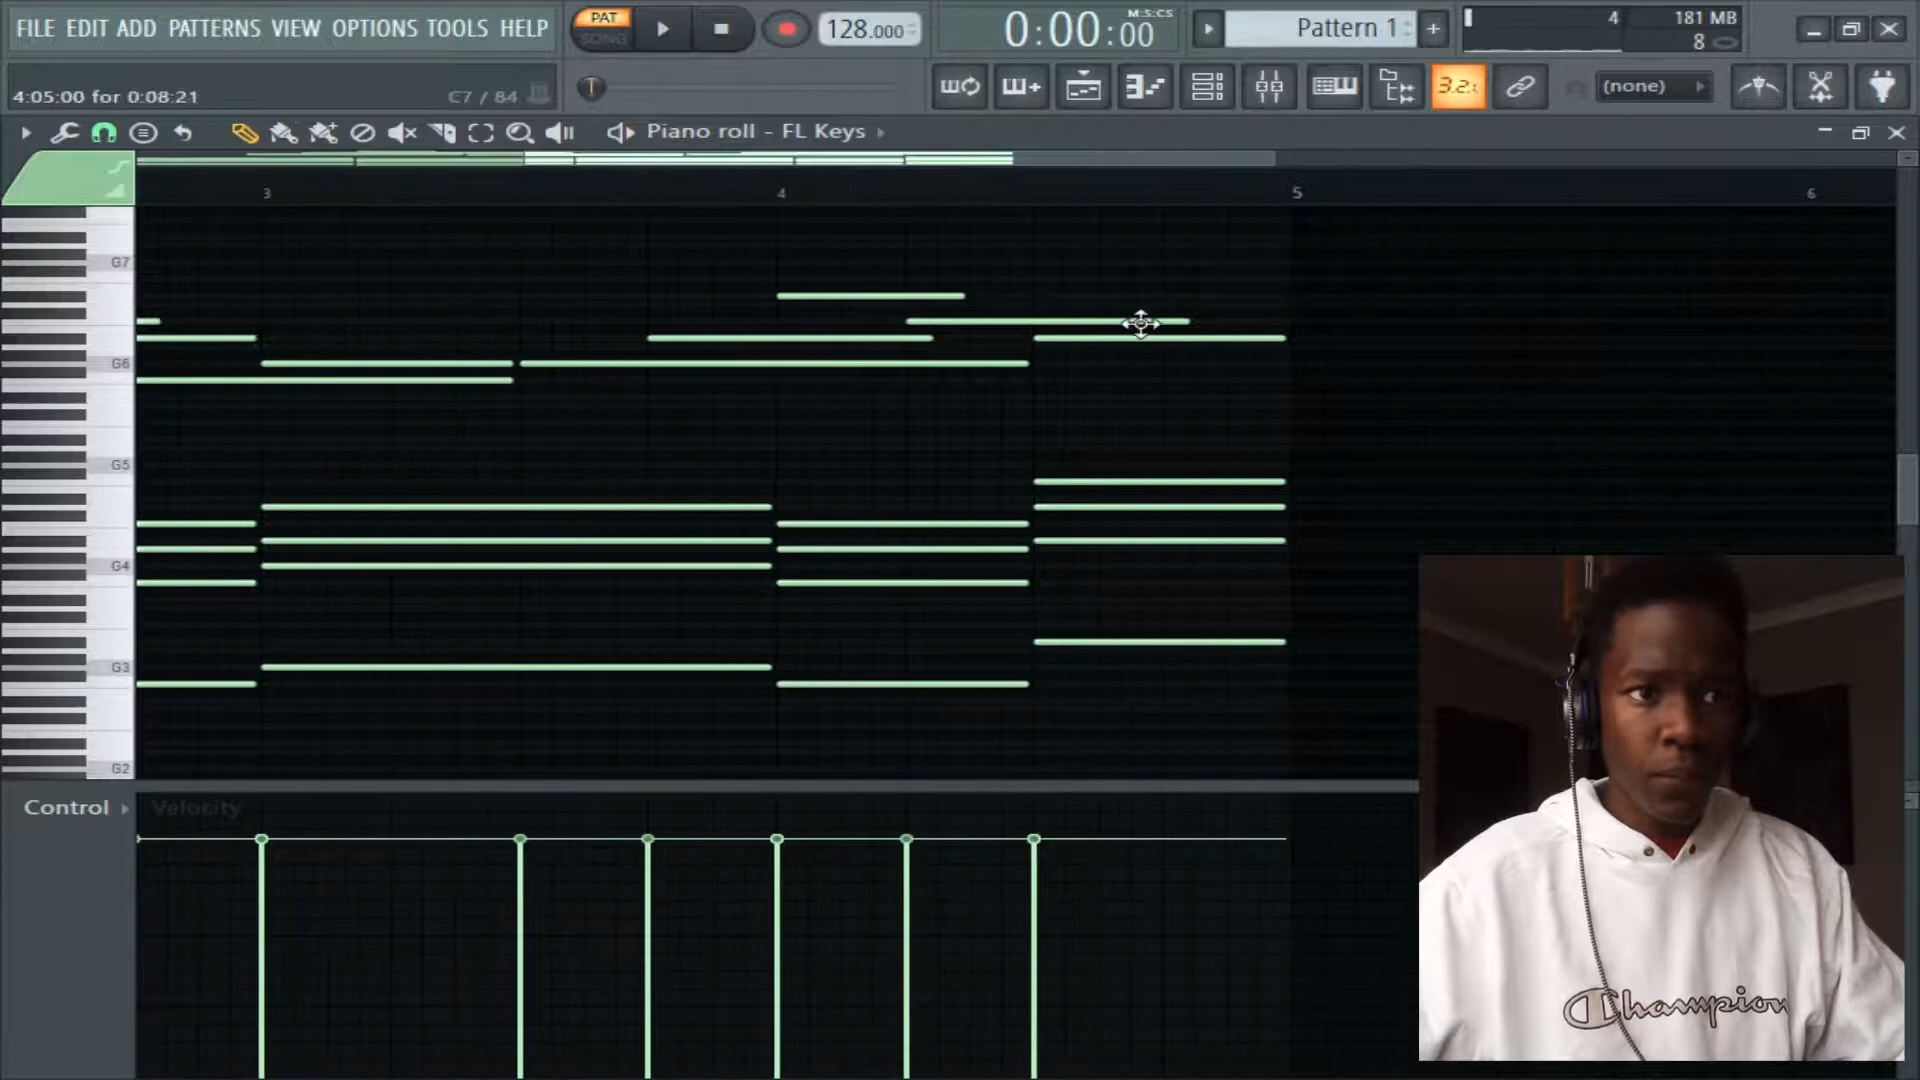 FILE EDIT ADD PATTERNS VIEW OPTIONS TOOLS HELP
PAT
SONG
128.000
M:S:CS
0:00:00
Pattern 1
+
4
181 MB
8
4:05:00 for 0:08:21
C7 / 84
3.2
(none)
Piano roll - FL Keys
3
4
5
6
G7
G6
G5
G4
G3
G2
Control
Velocity
Champion